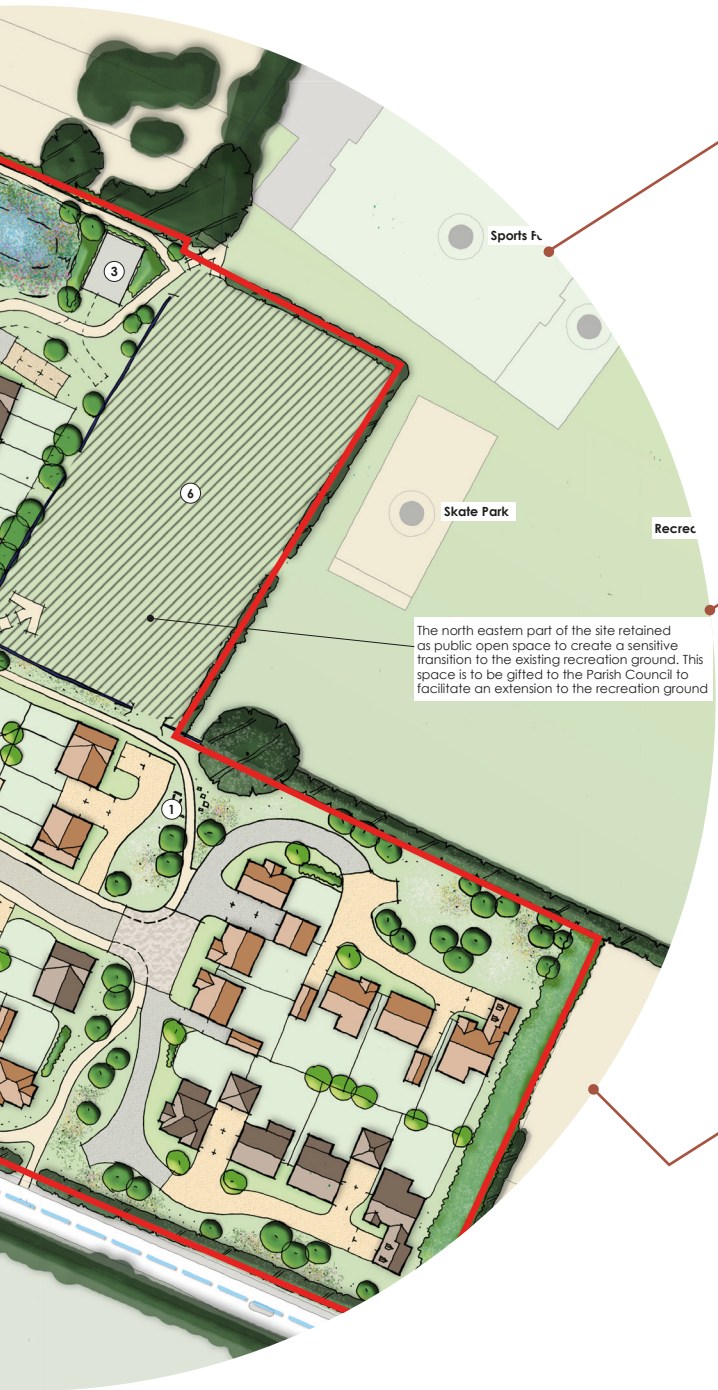 Sports
3
6
Skate Park
The north eastern part of the site retained
as public open space to create a sensitive
transition to the existing recreation ground. This
space is to be gifted to the Parish Council to
facilitate an extension to the recreation ground
1